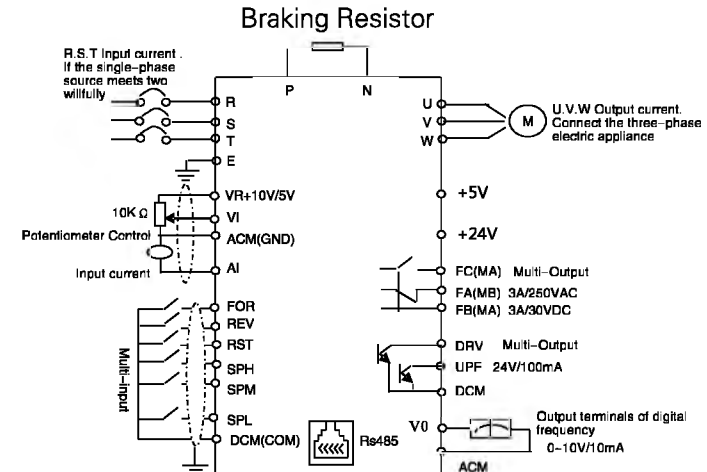 Braking Resistor
R.S.T Input current .
If the single-phase
source meets two
willfully
P
N
R
S
T
E
U
V
W
M
U.V.W Output current.
Connect the three-phase
electric appliance
VR+10V/5V
10K Ω
VI
Potentiometer Control
ACM(GND)
Input current
AI
+5V
+24V
FC(MA) Multi-Output
FA(MB) 3A/250VAC
FB(MA) 3A/30VDC
FOR
REV
RST
SPH
SPM
SPL
DCM(COM)
Multi-input
DRV Multi-Output
UPF 24V/100mA
DCM
Rs485
V0
Output terminals of digital
frequency
0~10V/10mA
ACM